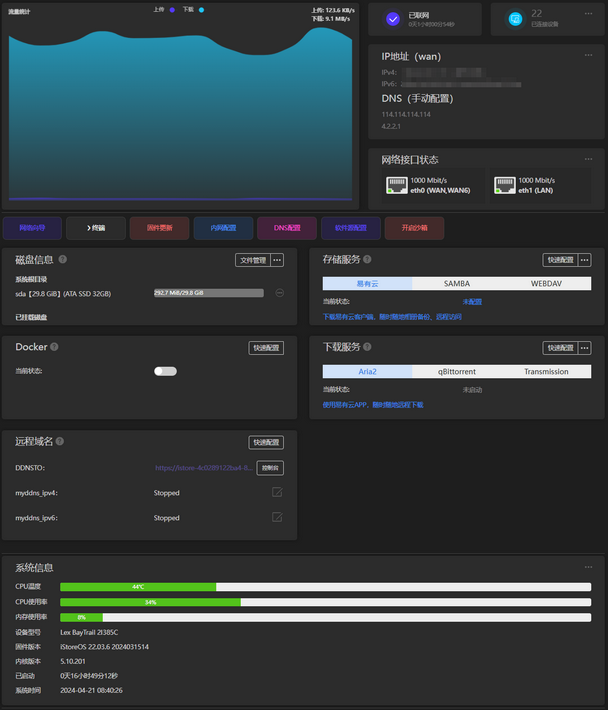 流量统计
上传 下载
上传: 123.6 KB/s
下载: 9.1 MB/s
已联网
0天1小时00分54秒
22
已连接设备
IP地址（wan）
IPv4：
IPv6：
DNS（手动配置）
114.114.114.114
4.2.2.1
网络接口状态
1000 Mbit/s
eth0 (WAN,WAN6)
1000 Mbit/s
eth1 (LAN)
网络向导
终端
固件更新
内网配置
DNS配置
软件源配置
开启沙箱
磁盘信息
文件管理
系统根目录
sda【29.8 GiB】(ATA SSD 32GB)
292.7 MiB/29.8 GiB
已挂载磁盘
存储服务
快速配置
易有云 SAMBA WEBDAV
当前状态: 未配置
下载易有云客户端，随时随地相册备份，远程访问
Docker
快速配置
当前状态:
下载服务
快速配置
Aria2 qBittorrent Transmission
当前状态: 未启动
使用易有云APP，随时随地远程下载
远程域名
快速配置
DDNSTO:
控制台
myddns_ipv4: Stopped
myddns_ipv6: Stopped
系统信息
CPU温度 44°C
CPU使用率 34%
内存使用率 8%
设备型号 Lex BayTrail 2I385C
固件版本 iStoreOS 22.03.6 2024031514
内核版本 5.10.201
已启动 0天16小时49分12秒
系统时间 2024-04-21 08:40:26